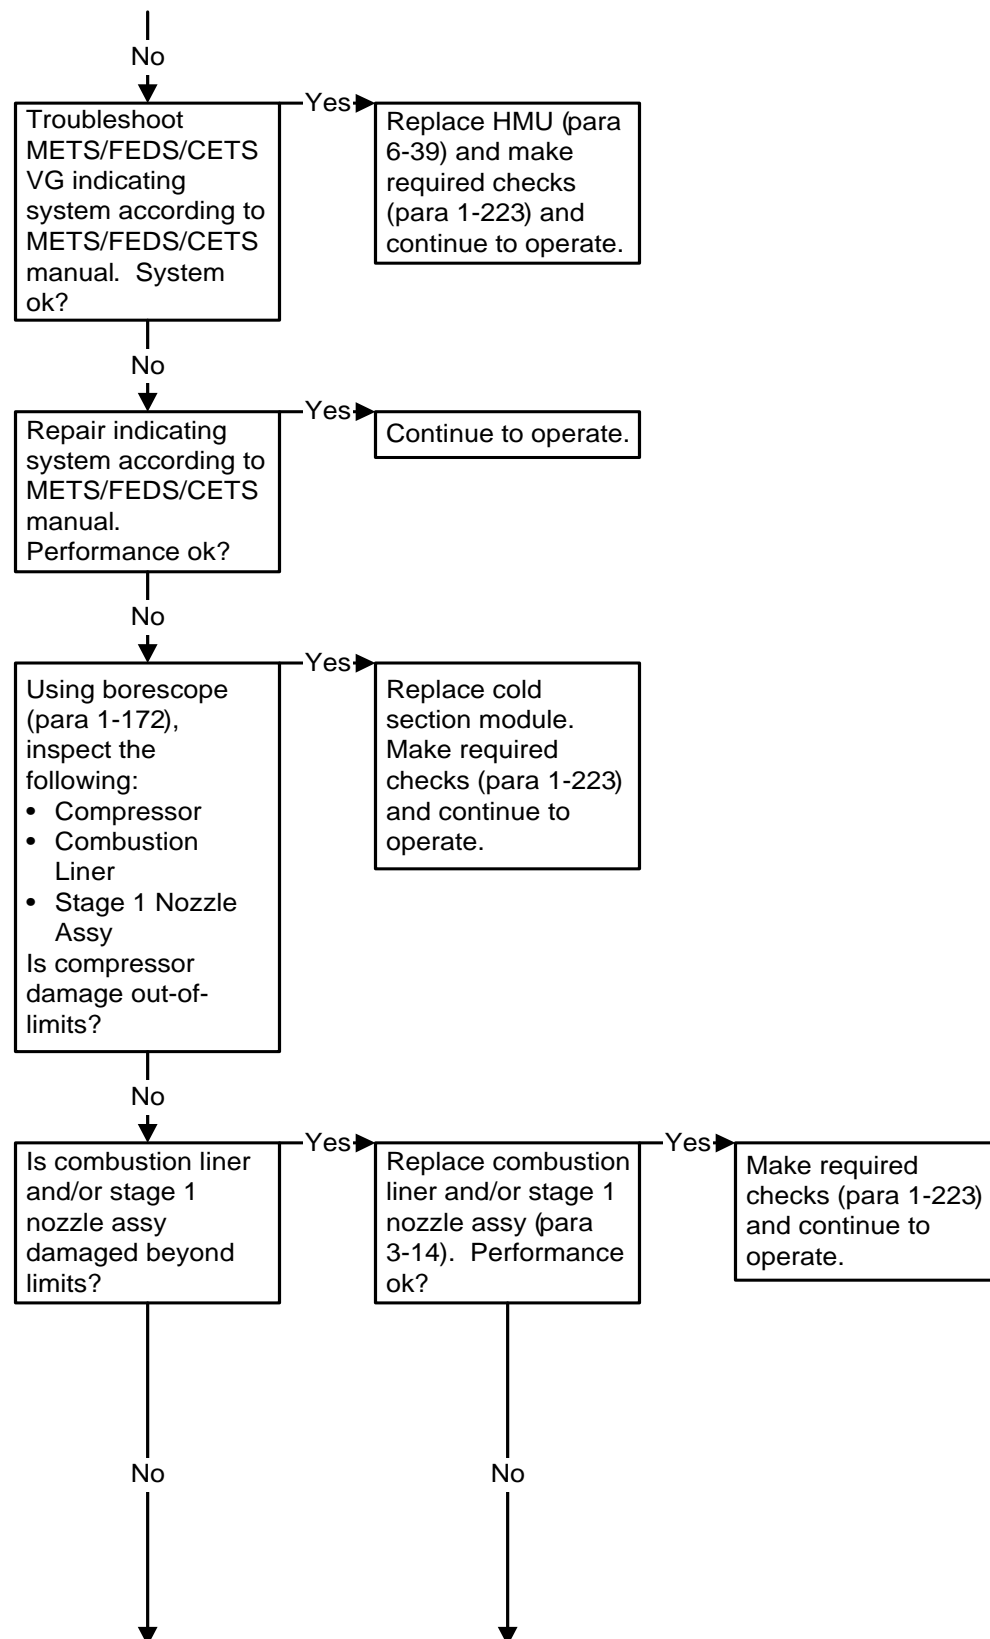 No
Yes
Troubleshoot
METS/FEDS/CETS
VG indicating
system according to
METS/FEDS/CETS
manual.  System
ok?
Replace HMU (para
6-39) and make
required checks
(para 1-223) and
continue to operate.
No
Yes
Repair indicating
system according to
METS/FEDS/CETS
manual.
Performance ok?
Continue to operate.
No
Yes
Using borescope
(para 1-172),
inspect the
following:
• Compressor
• Combustion
Liner
• Stage 1 Nozzle
Assy
Is compressor
damage out-of-
limits?
Replace cold
section module.
Make required
checks (para 1-223)
and continue to
operate.
No
Yes
Is combustion liner
and/or stage 1
nozzle assy
damaged beyond
limits?
Replace combustion
liner and/or stage 1
nozzle assy (para
3-14).  Performance
ok?
Yes
Make required
checks (para 1-223)
and continue to
operate.
No
No